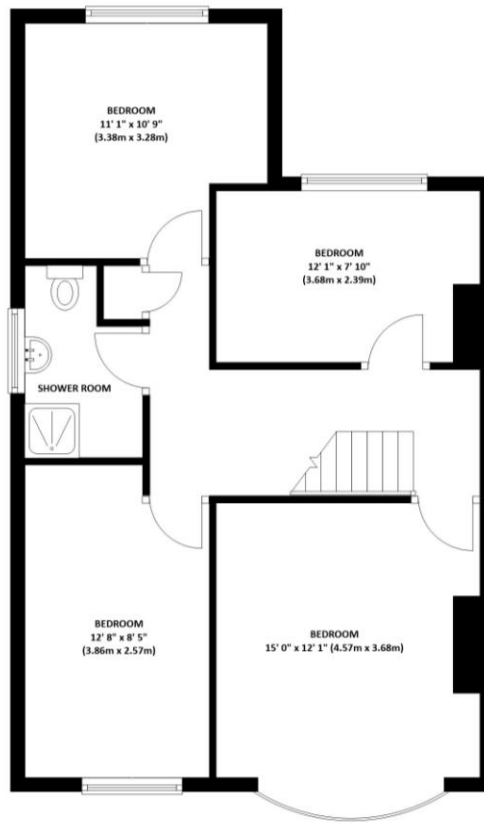 BEDROOM
11' 1" x 10' 9"
(3.38m x 3.28m)
BEDROOM
12' 1" x 7' 10"
(3.68m x 2.39m)
SHOWER ROOM
BEDROOM
12' 8" x 8' 5"
(3.86m x 2.57m)
BEDROOM
15' 0" x 12' 1" (4.57m x 3.68m)